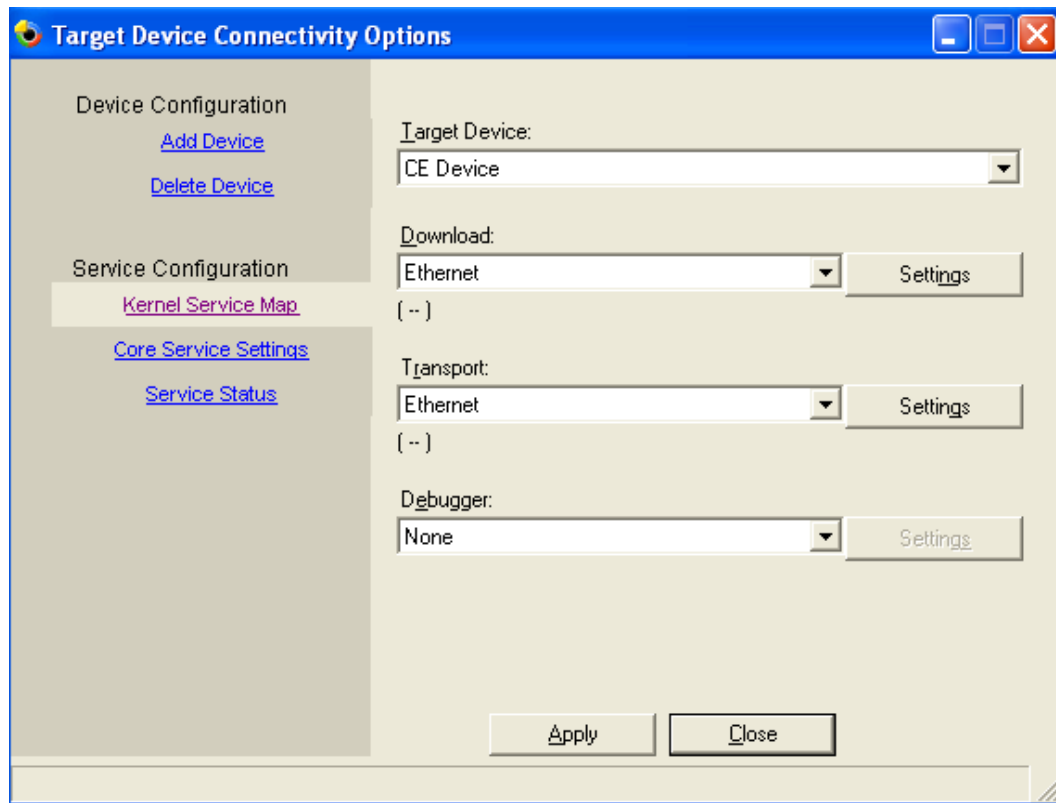 Target Device Connectivity Options
Device Configuration
Add Device
Delete Device
Service Configuration
Kernel Service Map
Core Service Settings
Service Status
Target Device:
CE Device
Download:
Ethernet
Settings
( -- )
Transport:
Ethernet
Settings
( -- )
Debugger:
None
Settings
Apply
Close